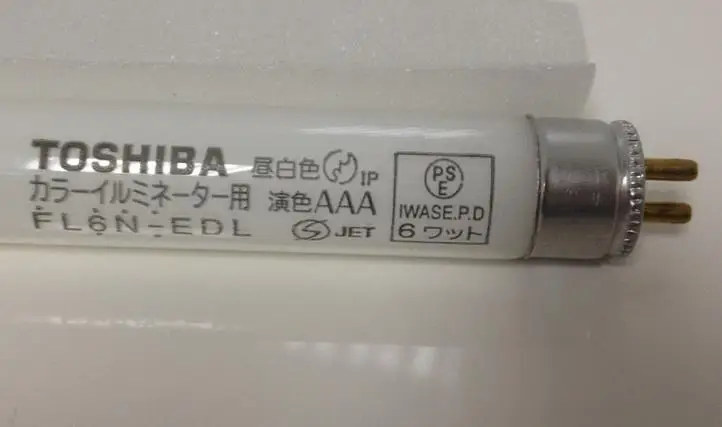 TOSHIBA 昼白色 IP
カラーイルミネーター用 演色AAA
FL6N-EDL JET
PS
E
IWASE.P.D
6ワット